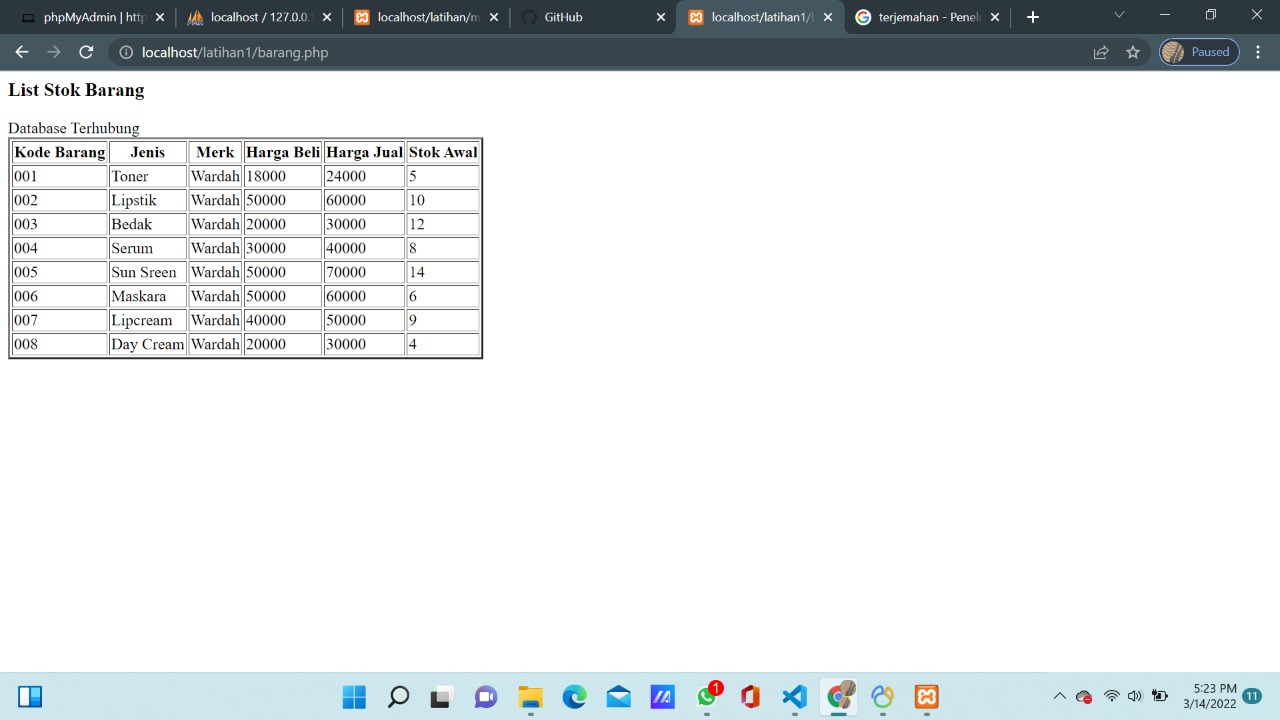 phpMyAdmin | http
localhost / 127.0.0.1
localhost/latihan/m
GitHub
localhost/latihan1/b
terjemahan - Penel
localhost/latihan1/barang.php
Paused
List Stok Barang
Database Terhubung
Kode Barang Jenis Merk Harga Beli Harga Jual Stok Awal
001 Toner Wardah 18000 24000 5
002 Lipstik Wardah 50000 60000 10
003 Bedak Wardah 20000 30000 12
004 Serum Wardah 30000 40000 8
005 Sun Sreen Wardah 50000 70000 14
006 Maskara Wardah 50000 60000 6
007 Lipcream Wardah 40000 50000 9
008 Day Cream Wardah 20000 30000 4
1
5:23 PM
3/14/2022
11